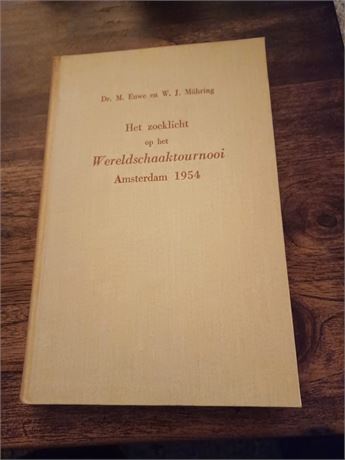 Dr. M. Euwe en W. J. Mühring
Het zoeklicht
op het
Wereldschaaktournooi
Amsterdam 1954